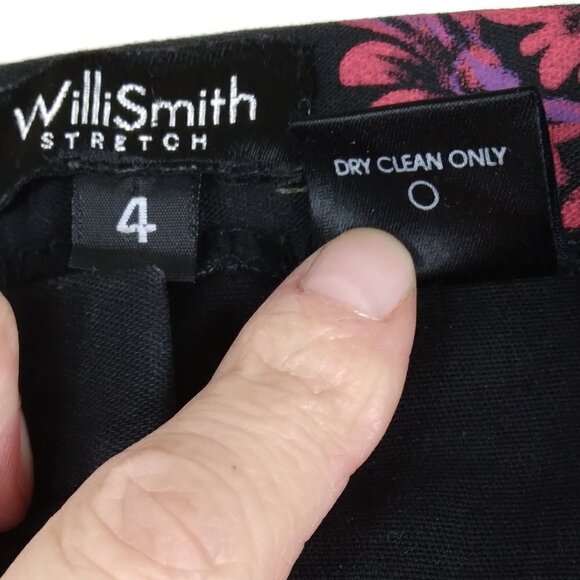 WilliSmith
STRETCH
4
DRY CLEAN ONLY